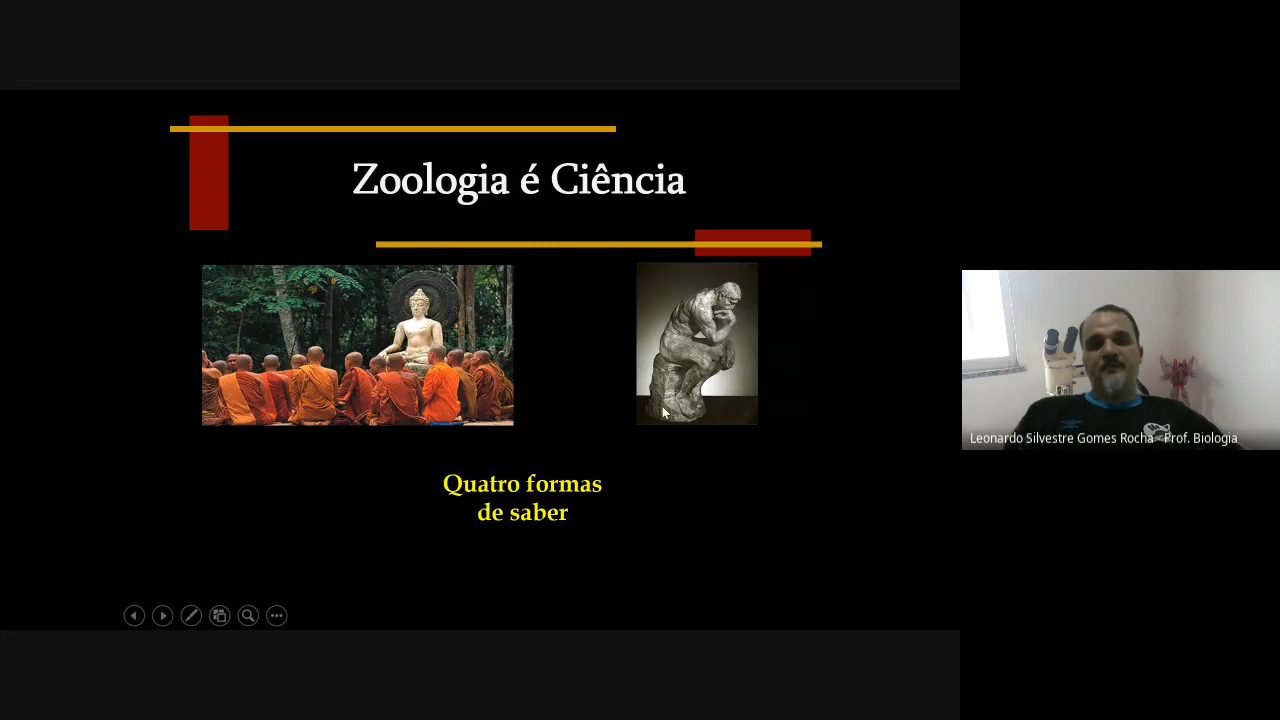 Zoologia é Ciência
Quatro formas
de saber
Leonardo Silvestre Gomes Rocha - Prof. Biologia